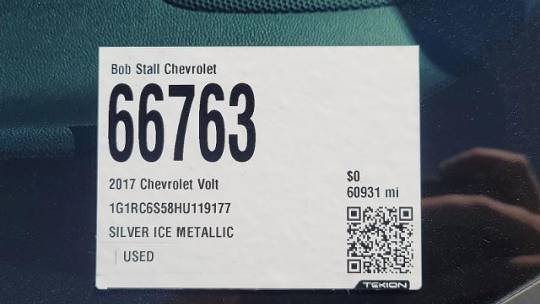 Bob Stall Chevrolet
66763
2017 Chevrolet Volt
1G1RC6S58HU119177
SILVER ICE METALLIC
USED
$0
60931 mi
TEKION